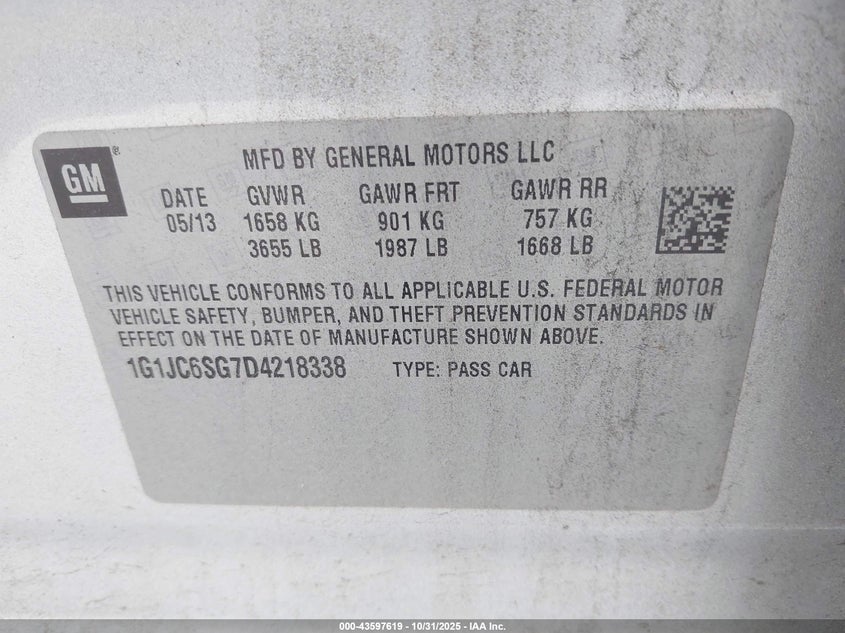 GM ®
MFD BY GENERAL MOTORS LLC
DATE GVWR GAWR FRT GAWR RR
05/13 1658 KG 901 KG 757 KG
3655 LB 1987 LB 1668 LB
THIS VEHICLE CONFORMS TO ALL APPLICABLE U.S. FEDERAL MOTOR
VEHICLE SAFETY, BUMPER, AND THEFT PREVENTION STANDARDS IN
EFFECT ON THE DATE OF MANUFACTURE SHOWN ABOVE.
1G1JC6SG7D4218338 TYPE: PASS CAR
000-43597619 - 10/31/2025 - IAA Inc.